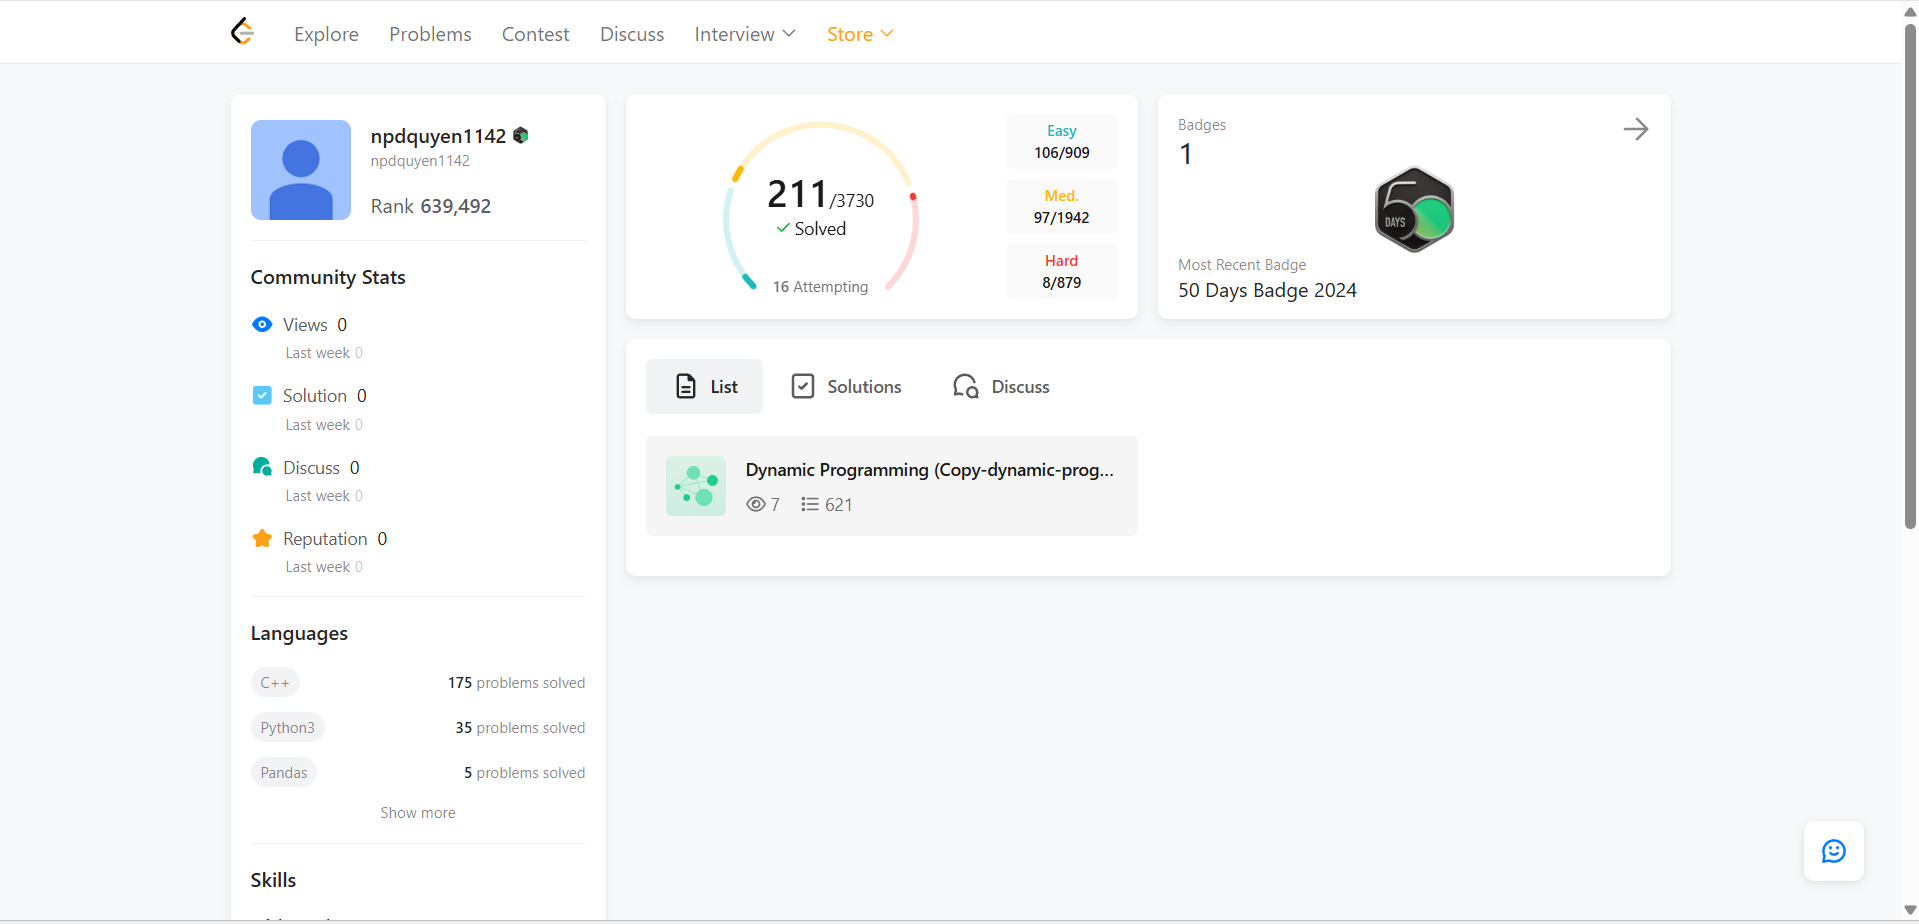 Explore Problems Contest Discuss Interview Store
npdquyen1142
npdquyen1142
Rank 639,492
Community Stats
Views 0
Last week 0
Solution 0
Last week 0
Discuss 0
Last week 0
Reputation 0
Last week 0
Languages
C++ 175 problems solved
Python3 35 problems solved
Pandas 5 problems solved
Show more
Skills
211/3730
Solved
16 Attempting
Easy
106/909
Med.
97/1942
Hard
8/879
Badges
1
50
DAYS
Most Recent Badge
50 Days Badge 2024
List Solutions Discuss
Dynamic Programming (Copy-dynamic-prog...
7 621